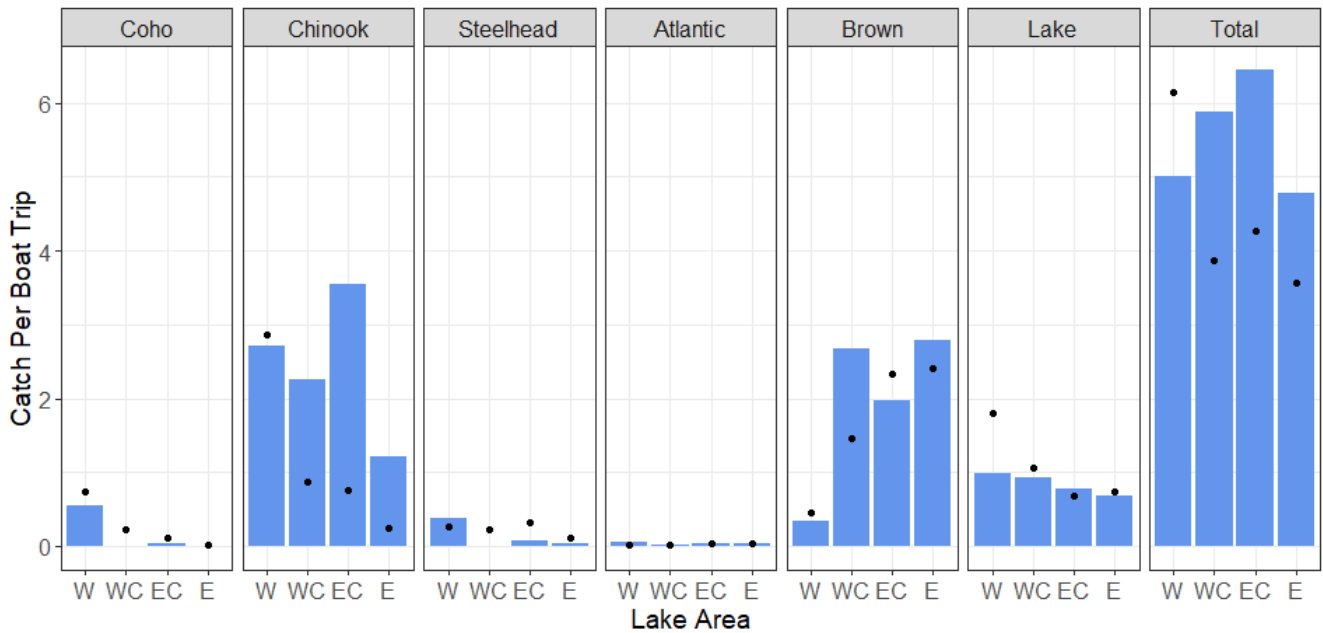 Coho Chinook Steelhead Atlantic Brown Lake Total
6
4
2
0
Catch Per Boat Trip
W WC EC E W WC EC E W WC EC E W WC EC E W WC EC E W WC EC E W WC EC E
Lake Area